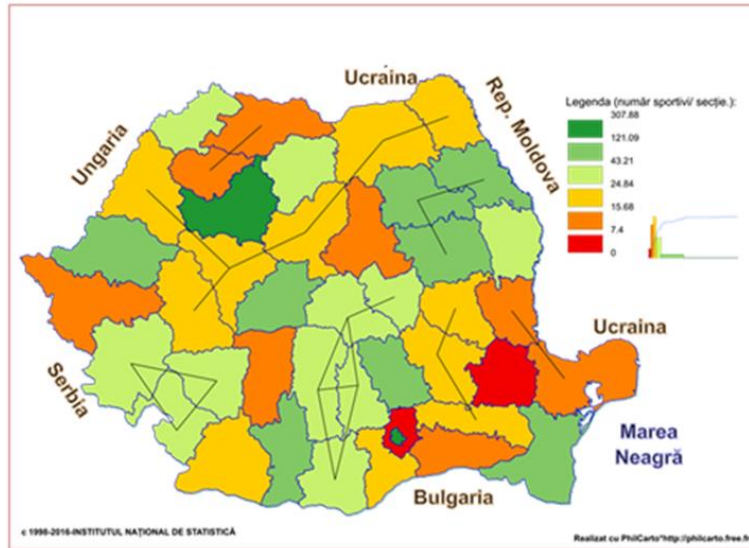 Ucraina
Rep. Moldova
Ungaria
Legenda (număr sportivi/ secție.):
307.88
121.09
43.21
24.84
15.68
7.4
0
Ucraina
Serbia
Marea
Neagră
Bulgaria
c 1998-2016-INSTITUTUL NAȚIONAL DE STATISTICĂ
Realizat cu PhilCarto*http://philcarto.free.fr